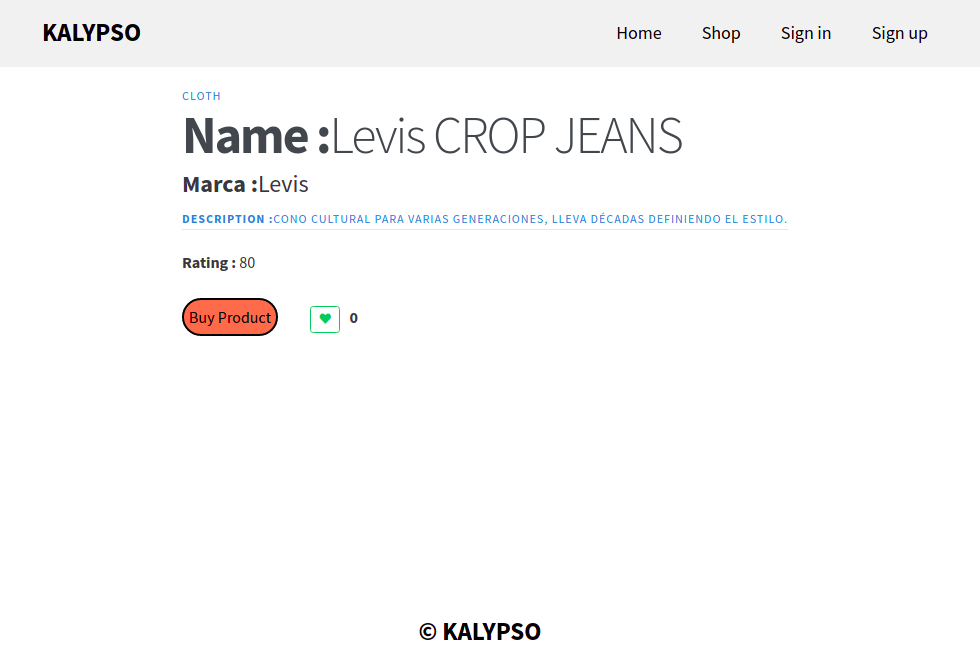 KALYPSO Home Shop Sign in Sign up
CLOTH
Name :Levis CROP JEANS
Marca :Levis
DESCRIPTION :CONO CULTURAL PARA VARIAS GENERACIONES, LLEVA DÉCADAS DEFINIENDO EL ESTILO.
Rating : 80
Buy Product 0
© KALYPSO